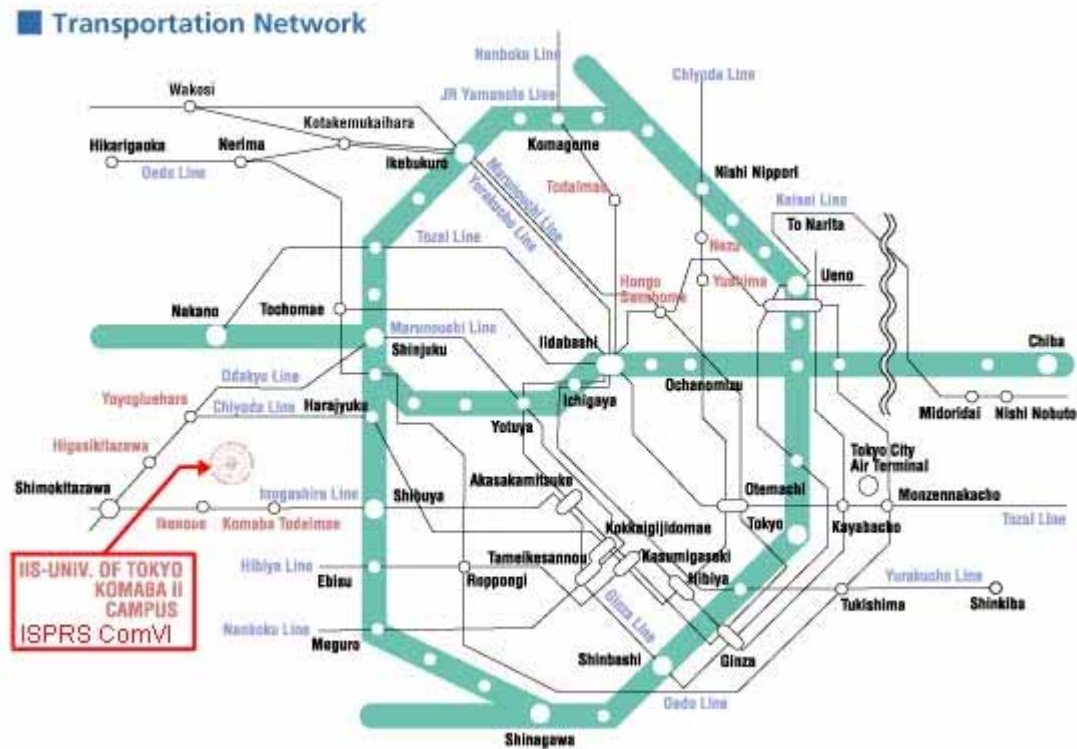 Transportation Network
Nanboku Line
Chiyoda Line
Wakosi
JR Yamanote Line
Kotakemukaihara
Hikarigaoka
Nerima
Ikebukuro
Komagome
Oedo Line
Nishi Nippori
Marunouchi Line
Yurakucho Line
Todaimae
Keisei Line
To Narita
Tozai Line
Nezu
Hongo
Sanchome
Yushima
Ueno
Nakano
Tochomae
Marunouchi Line
Iidabashi
Chiba
Shinjuku
Odakyu Line
Ochanomizu
Ichigaya
Yoyogiuehara
Chiyoda Line
Harajyuka
Midoridai
Nishi Nobuto
Yotuya
Higasikitazawa
Tokyo City
Air Terminal
Akasakamitsuke
Shimokitazawa
Inogashira Line
Shibuya
Otemachi
Monzennakacho
Ikenoue
Komaba Todaimae
Kokkaigijidomae
Tokyo
Kayabacho
Tozai Line
IIS-UNIV. OF TOKYO
KOMABA II
CAMPUS
ISPRS ComVI
Hibiya Line
Ebisu
Tameikesannou
Kasumigaseki
Roppongi
Hibiya
Yurakucho Line
Tukishima
Shinkiba
Ginza Line
Nanboku Line
Meguro
Shinbashi
Ginza
Oedo Line
Shinagawa